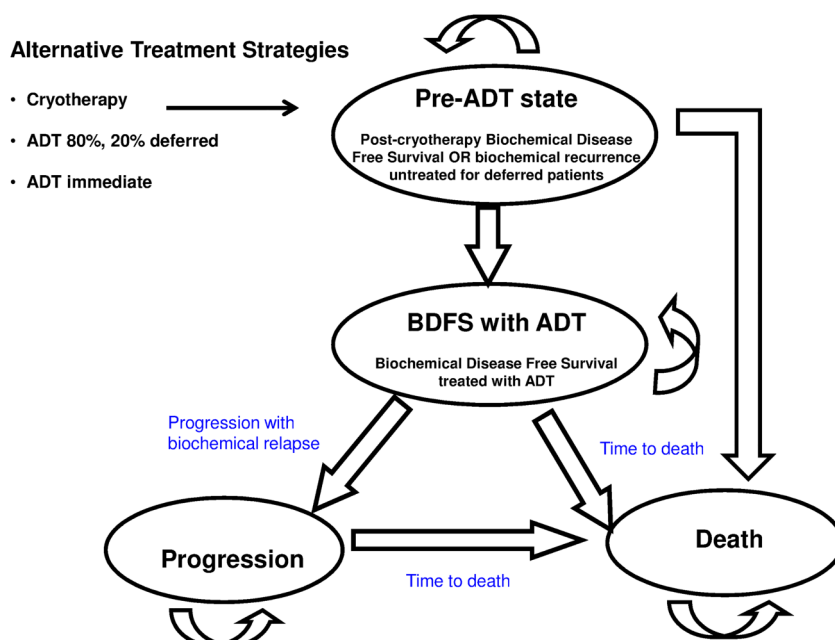 Alternative Treatment Strategies
• Cryotherapy
• ADT 80%, 20% deferred
• ADT immediate
Pre-ADT state
Post-cryotherapy Biochemical Disease
Free Survival OR biochemical recurrence
untreated for deferred patients
BDFS with ADT
Biochemical Disease Free Survival
treated with ADT
Progression with
biochemical relapse
Time to death
Progression
Time to death
Death